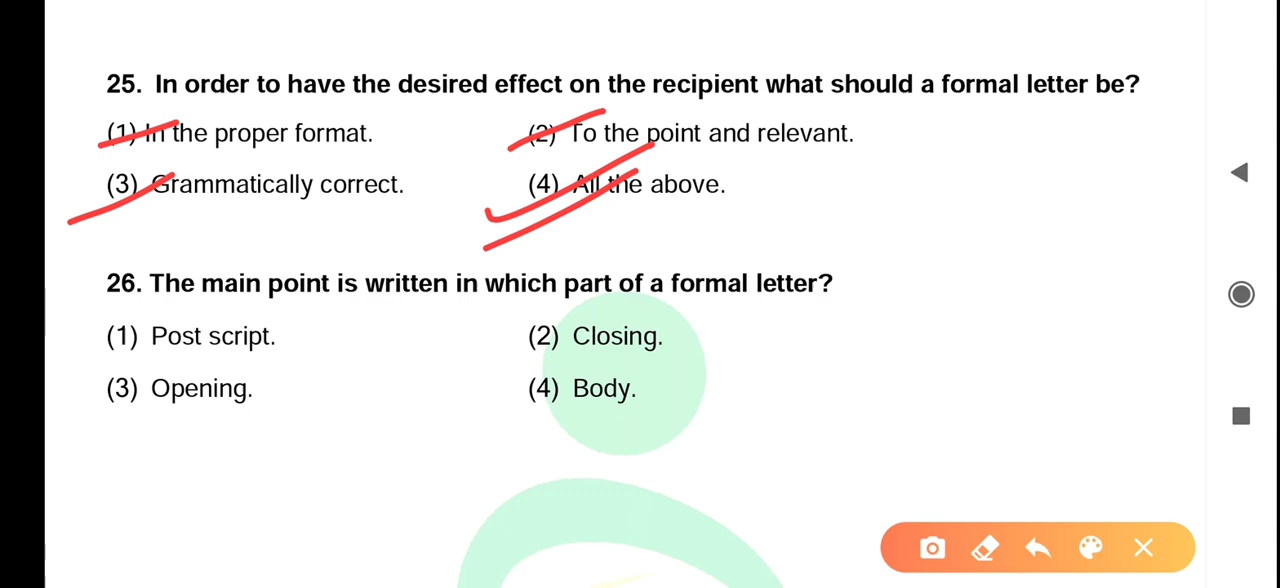 25. In order to have the desired effect on the recipient what should a formal letter be?
(1) In the proper format. (2) To the point and relevant.
(3) Grammatically correct. (4) All the above.
26. The main point is written in which part of a formal letter?
(1) Post script. (2) Closing.
(3) Opening. (4) Body.